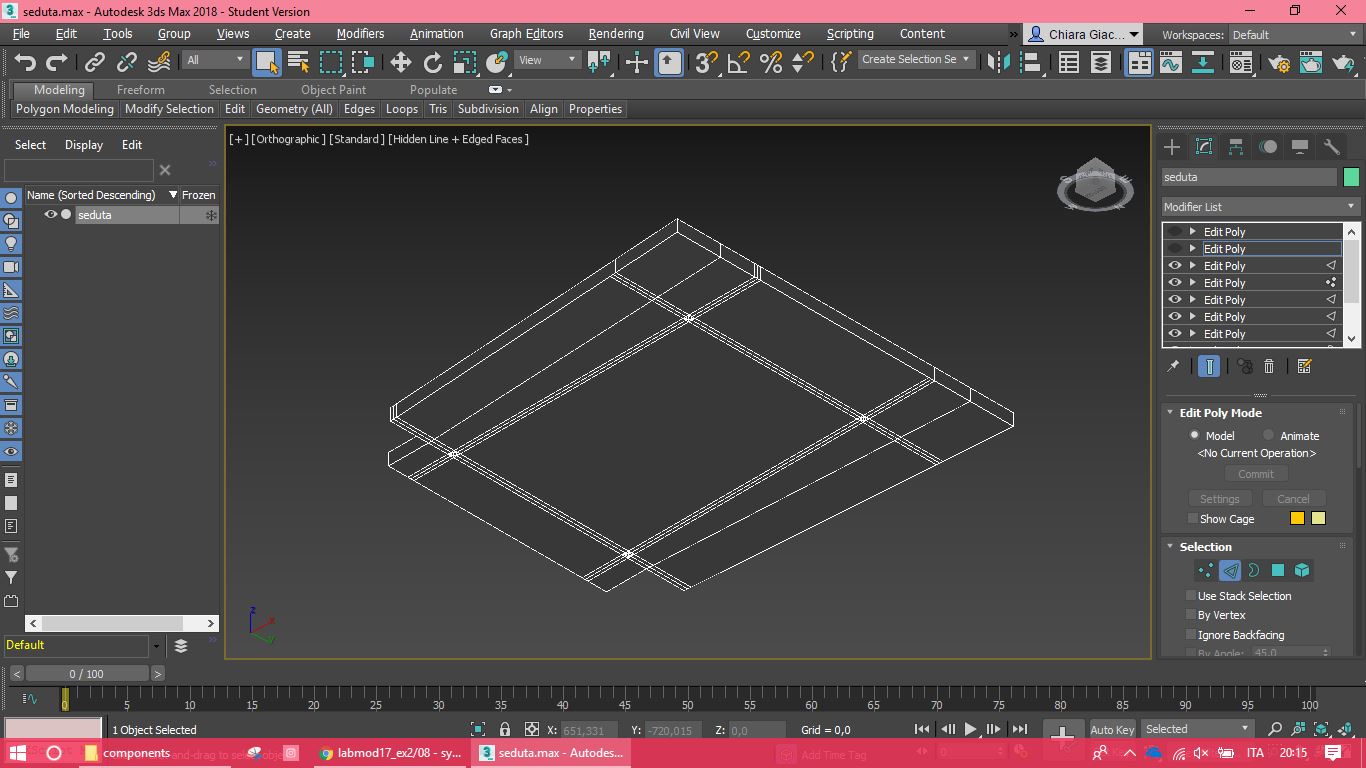 seduta.max - Autodesk 3ds Max 2018 - Student Version
File Edit Tools Group Views Create Modifiers Animation Graph Editors Rendering Civil View Customize Scripting Content » Chiara Giac... Workspaces: Default
All View Create Selection Se
Modeling Freeform Selection Object Paint Populate
Polygon Modeling Modify Selection Edit Geometry (All) Edges Loops Tris Subdivision Align Properties
Select Display Edit
Name (Sorted Descending) Frozen
seduta
[+] [Orthographic] [Standard] [Hidden Line + Edged Faces]
seduta
Modifier List
Edit Poly
Edit Poly
Edit Poly
Edit Poly
Edit Poly
Edit Poly
Edit Poly
Edit Poly Mode
Model Animate
<No Current Operation>
Commit
Settings Cancel
Show Cage
Selection
Use Stack Selection
By Vertex
Ignore Backfacing
By Angle: 45,0
z
x
y
Default
< 0 / 100 >
0 5 10 15 20 25 30 35 40 45 50 55 60 65 70 75 80 85 90 95 100
1 Object Selected X: 651,331 Y: -720,015 Z: 0,0 Grid = 0,0 Auto Key Selected
Add Time Tag
components labmod17_ex2/08 - sy... seduta.max - Autodes... ITA 20:15